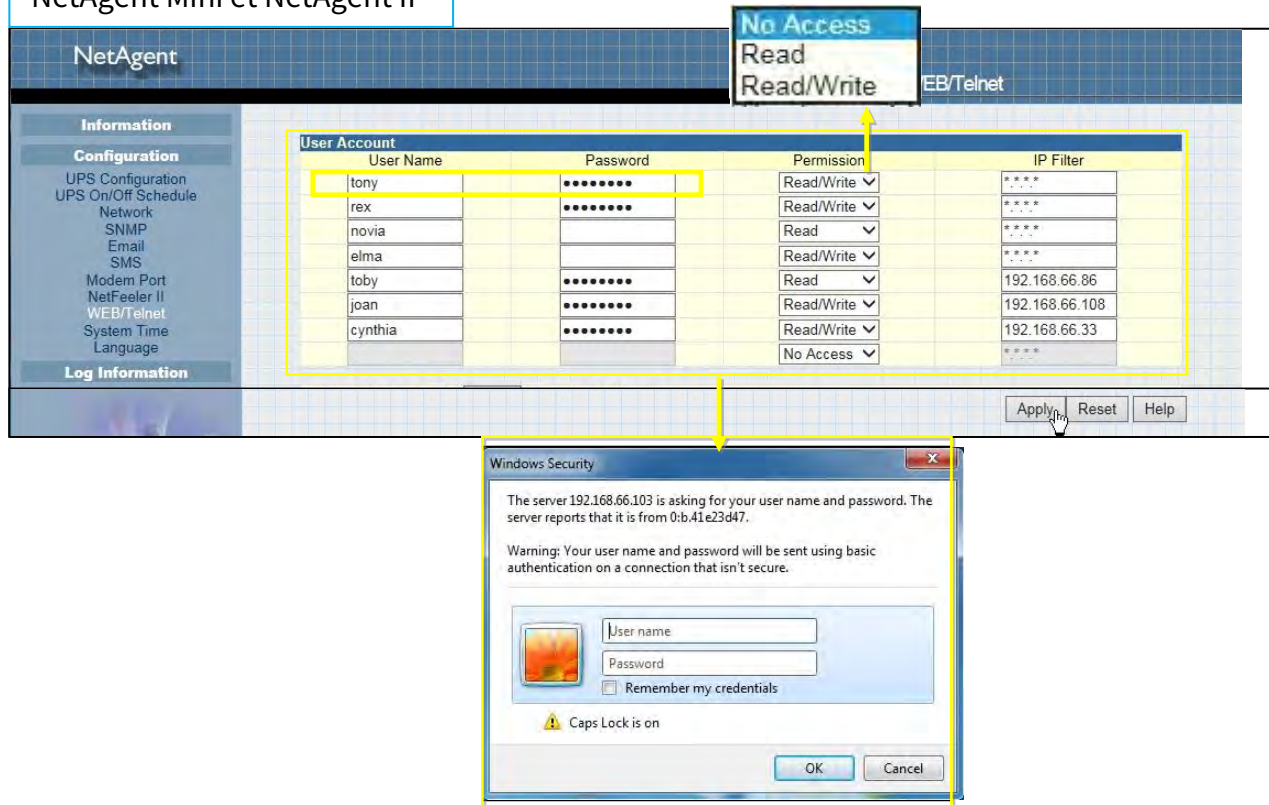 NetAgent Mini et NetAgent II
No Access
Read
Read/Write
NetAgent
EB/Telnet
Information
Configuration
UPS Configuration
UPS On/Off Schedule
Network
SNMP
Email
SMS
Modem Port
NetFeeler II
WEB/Telnet
System Time
Language
Log Information
User Account
User Name Password Permission IP Filter
tony •••••••• Read/Write *.*.*.*
rex •••••••• Read/Write *.*.*.*
novia Read *.*.*.*
elma Read/Write *.*.*.*
toby •••••••• Read 192.168.66.86
joan •••••••• Read/Write 192.168.66.108
cynthia •••••••• Read/Write 192.168.66.33
No Access *.*.*.*
Apply Reset Help
Windows Security
The server 192.168.66.103 is asking for your user name and password. The
server reports that it is from 0:b.41e23d47.
Warning: Your user name and password will be sent using basic
authentication on a connection that isn't secure.
User name
Password
Remember my credentials
Caps Lock is on
OK Cancel